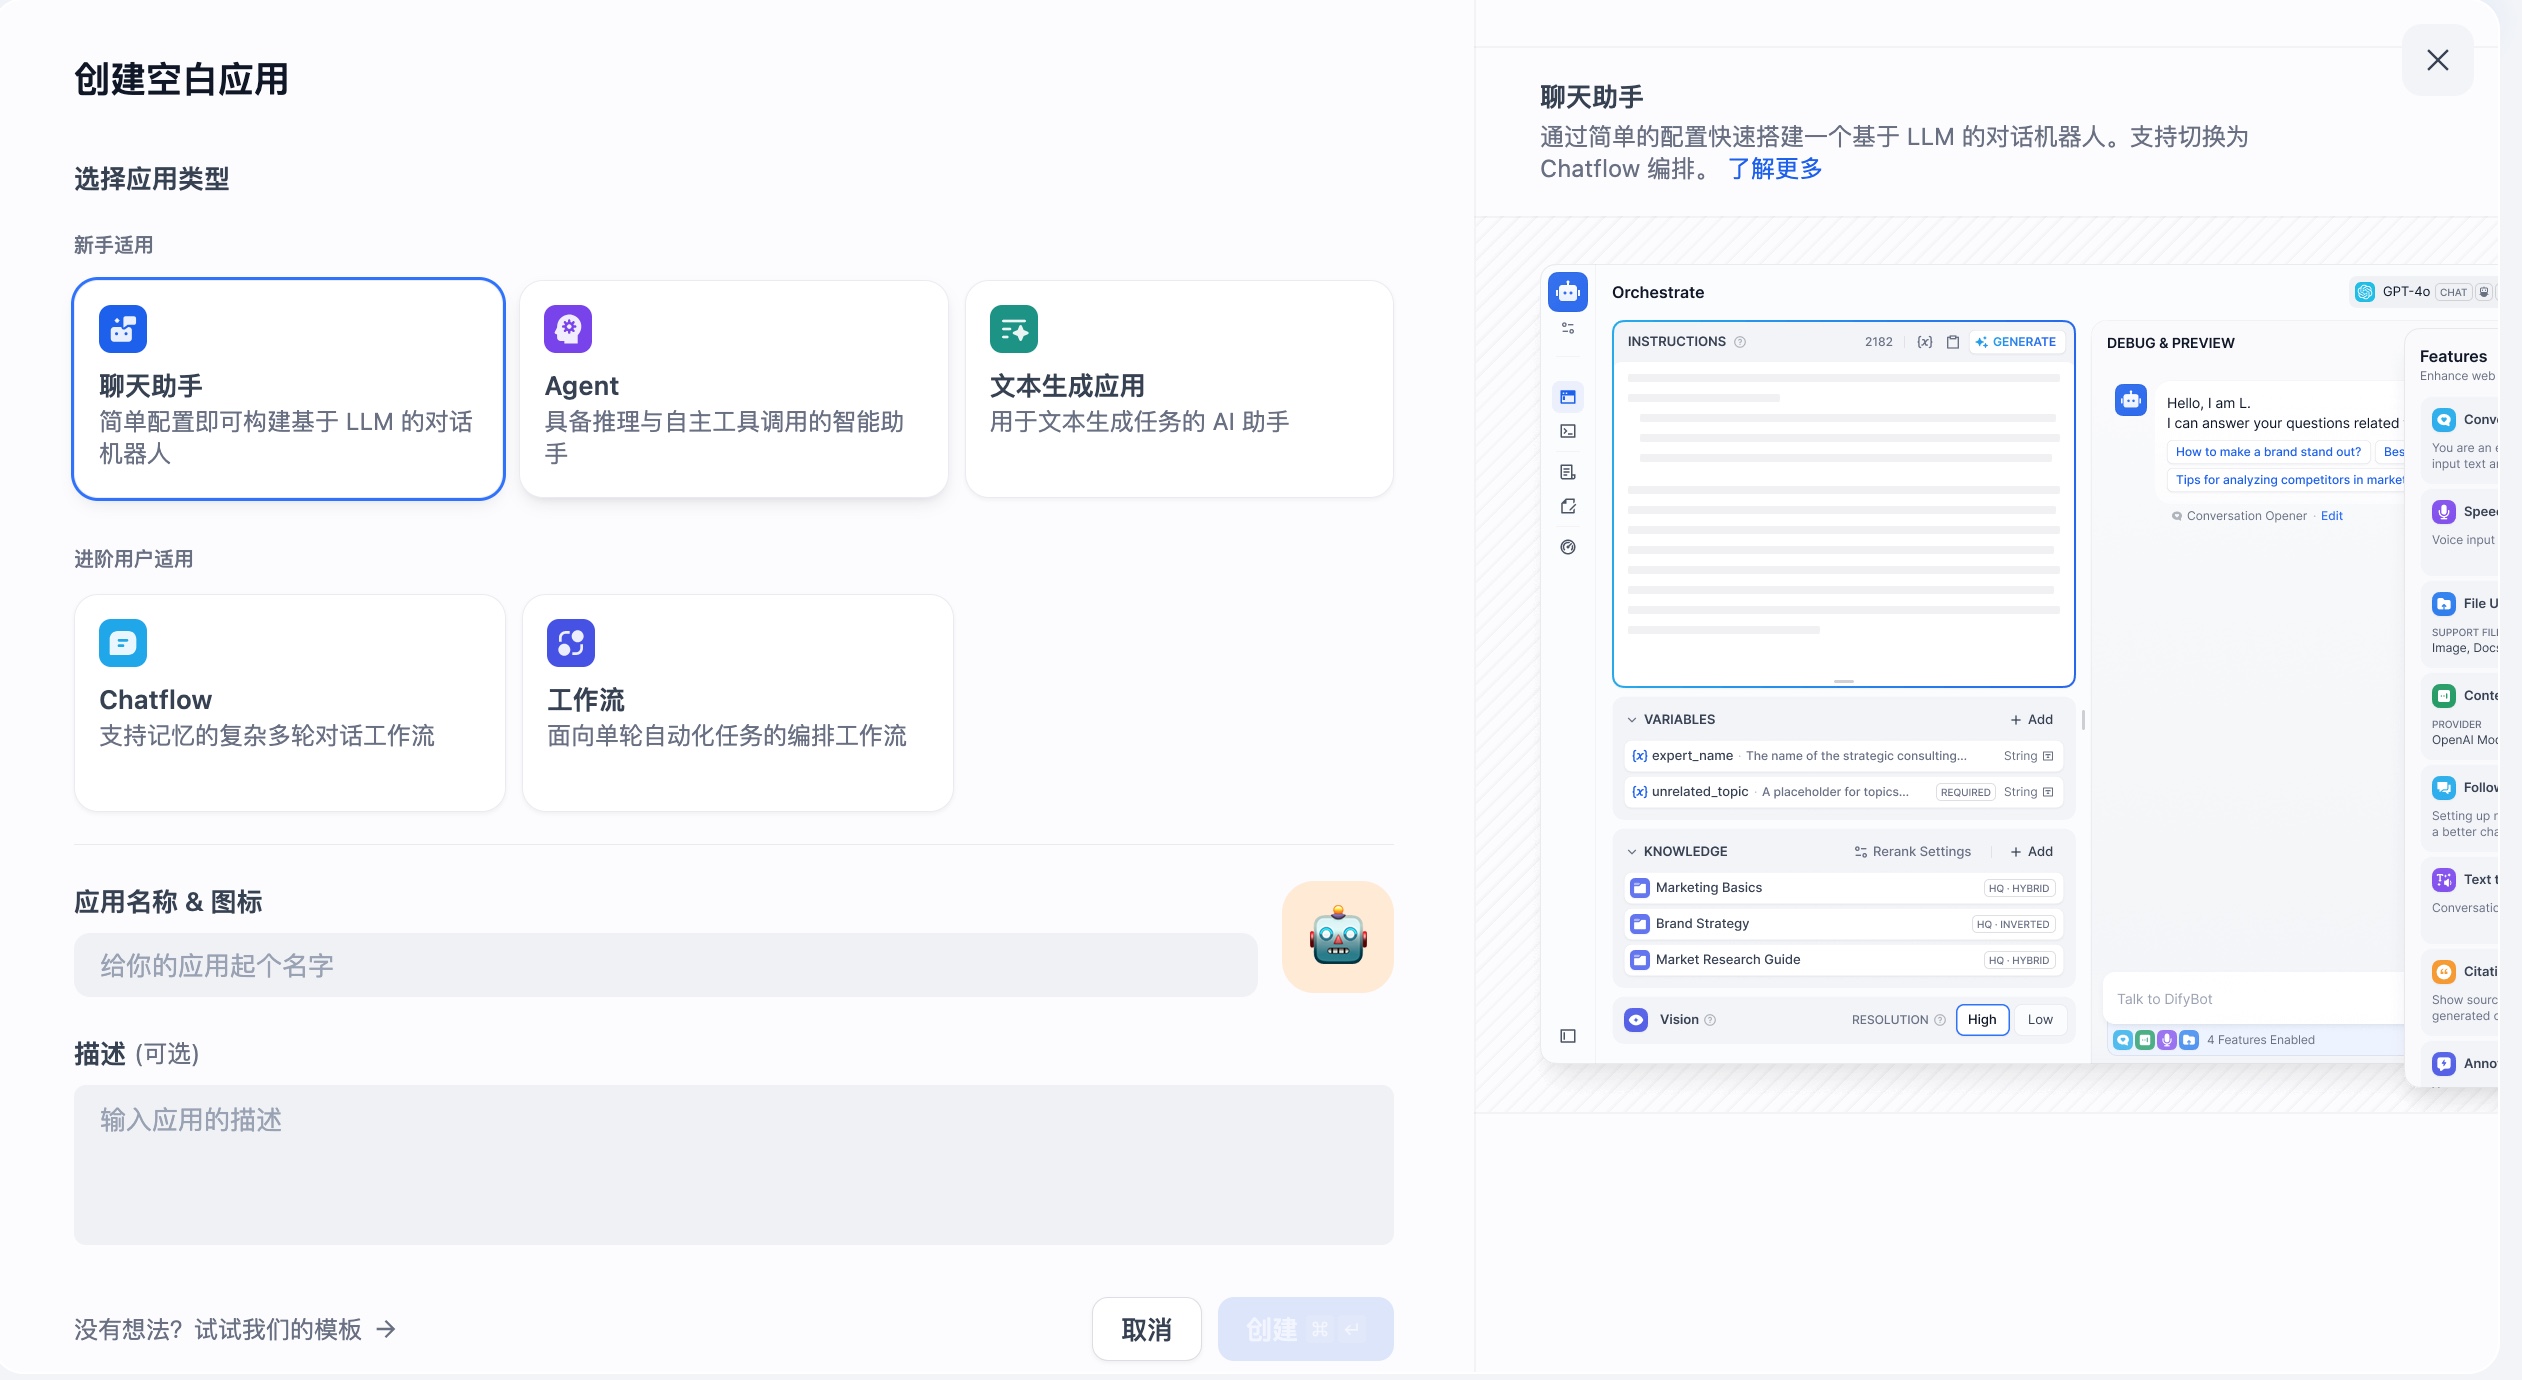 创建空白应用
选择应用类型
新手适用
聊天助手
简单配置即可构建基于 LLM 的对话
机器人
Agent
具备推理与自主工具调用的智能助
手
文本生成应用
用于文本生成任务的 AI 助手
进阶用户适用
Chatflow
支持记忆的复杂多轮对话工作流
工作流
面向单轮自动化任务的编排工作流
应用名称 & 图标
给你的应用起个名字
描述 (可选)
输入应用的描述
没有想法? 试试我们的模板 →
取消
创建 ⌘ ↵
聊天助手
通过简单的配置快速搭建一个基于 LLM 的对话机器人。支持切换为
Chatflow 编排。 了解更多
Orchestrate
GPT-4o CHAT
INSTRUCTIONS 2182 {x} GENERATE
VARIABLES + Add
{x} expert_name · The name of the strategic consulting... String
{x} unrelated_topic · A placeholder for topics... REQUIRED String
KNOWLEDGE Rerank Settings + Add
Marketing Basics HQ · HYBRID
Brand Strategy HQ · INVERTED
Market Research Guide HQ · HYBRID
Vision RESOLUTION High Low
DEBUG & PREVIEW
Hello, I am L.
I can answer your questions related
How to make a brand stand out? Bes
Tips for analyzing competitors in market
Conversation Opener · Edit
Talk to DifyBot
4 Features Enabled
Features
Enhance web
Conv
You are an
input text
Spee
Voice input
File U
SUPPORT FIL
Image, Docs
Conte
PROVIDER
OpenAI Mod
Follow
Setting up
a better cha
Text t
Conversatio
Citati
Show sourc
generated
Anno